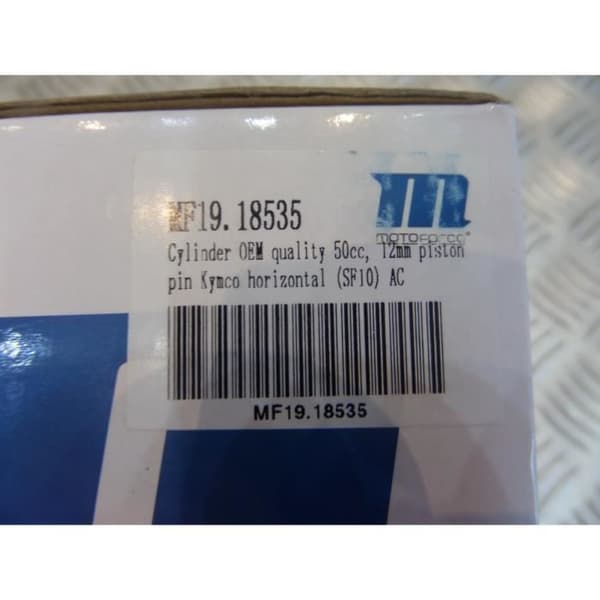 MF19.18535
MOTOFORCE®
Cylinder OEM quality 50cc, 12mm piston
pin Kymco horizontal (SF10) AC
MF19.18535